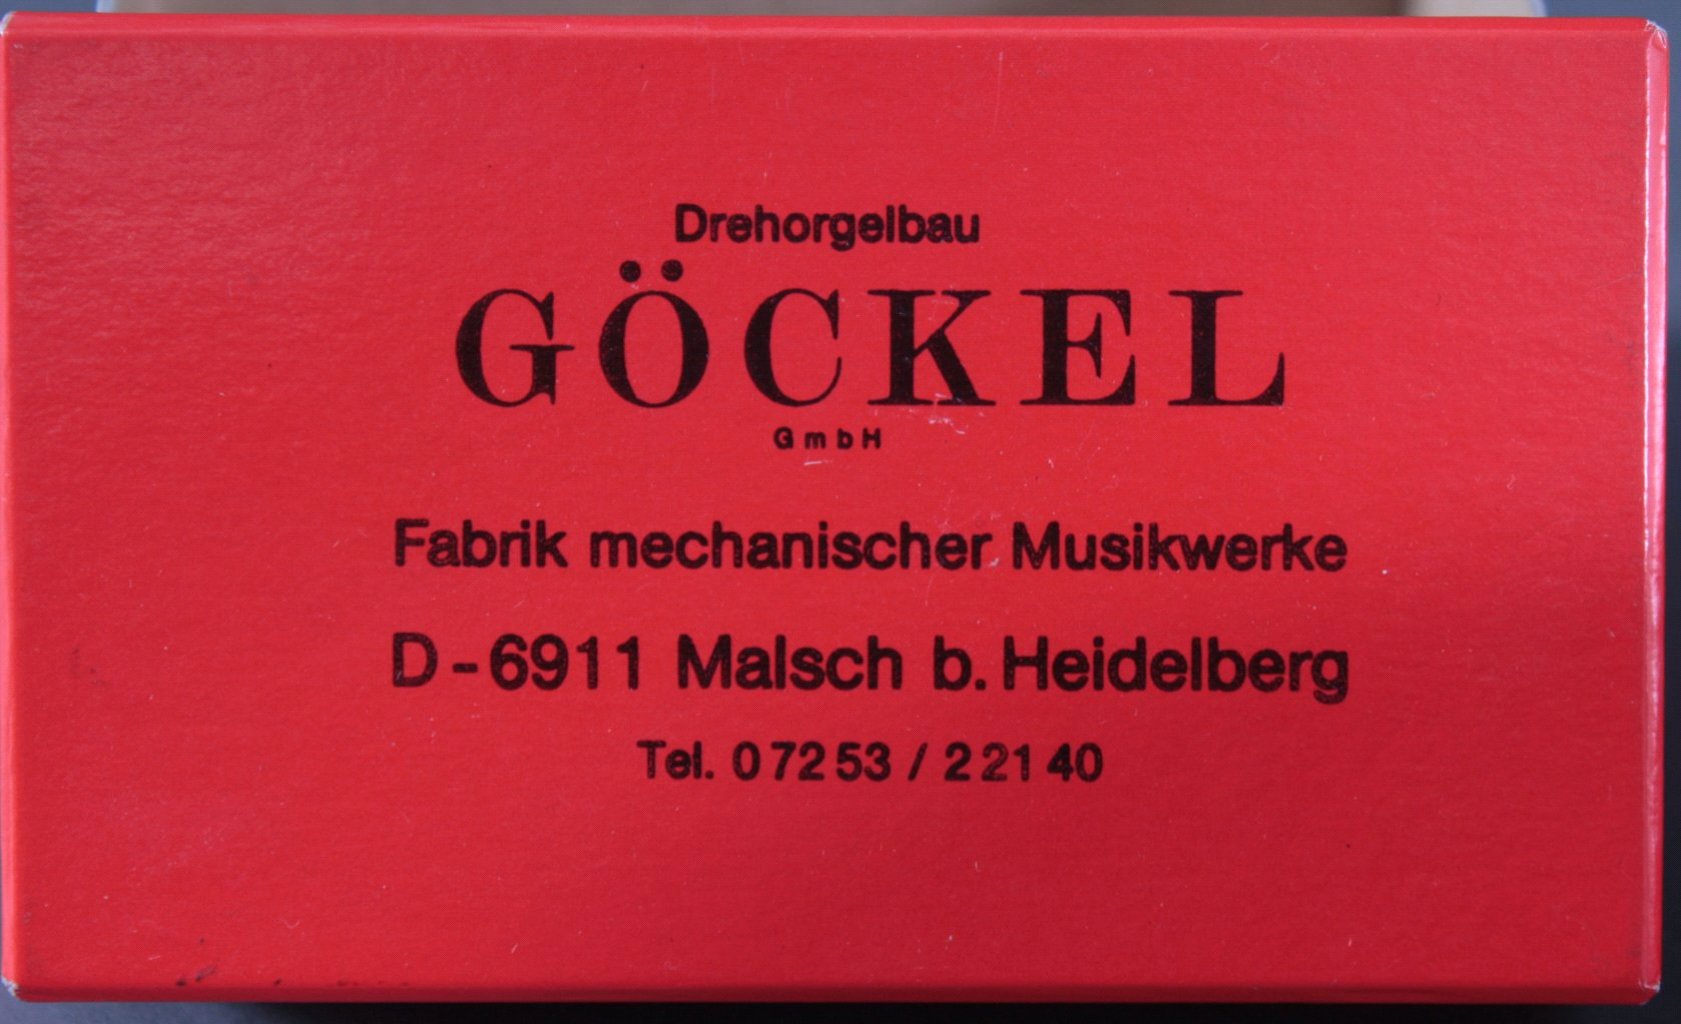 Drehorgelbau
GÖCKEL
GmbH
Fabrik mechanischer Musikwerke
D-6911 Malsch b. Heidelberg
Tel. 07253 / 22140